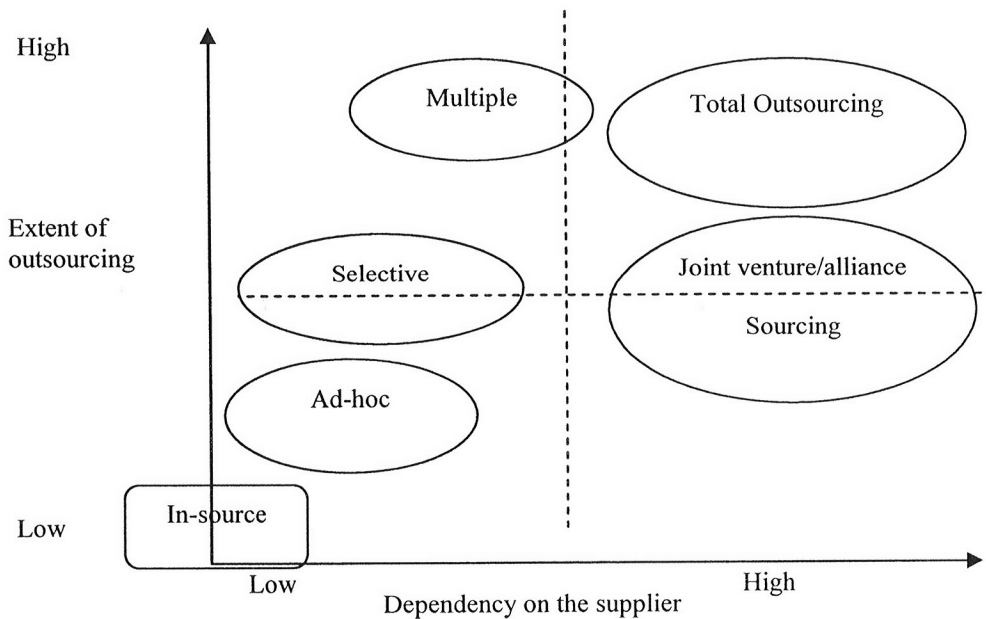 High
Multiple
Total Outsourcing
Extent of
outsourcing
Selective
Joint venture/alliance
Sourcing
Ad-hoc
In-source
Low
Low
High
Dependency on the supplier